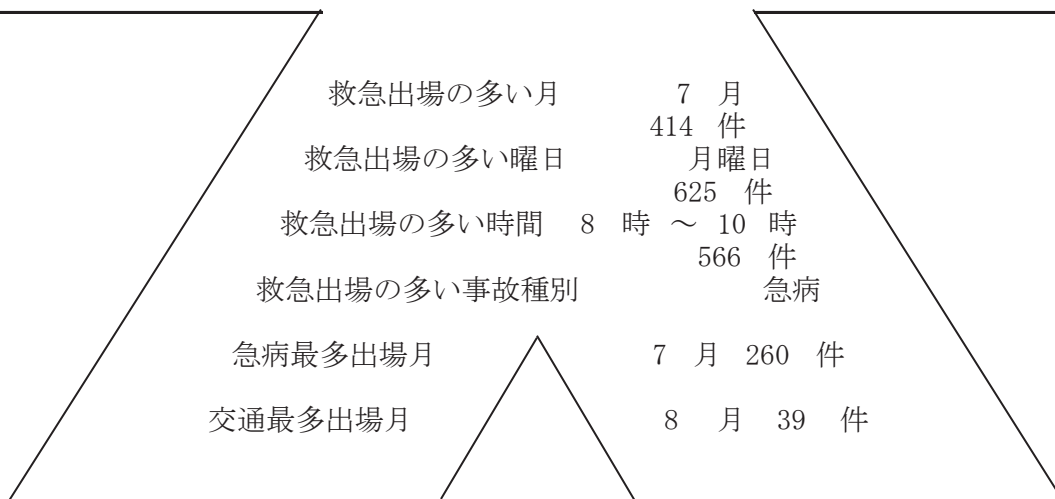 救急出場の多い月 7 月
414 件
救急出場の多い曜日 月曜日
625 件
救急出場の多い時間 8 時 ～ 10 時
566 件
救急出場の多い事故種別 急病
急病最多出場月 7 月 260 件
交通最多出場月 8 月 39 件